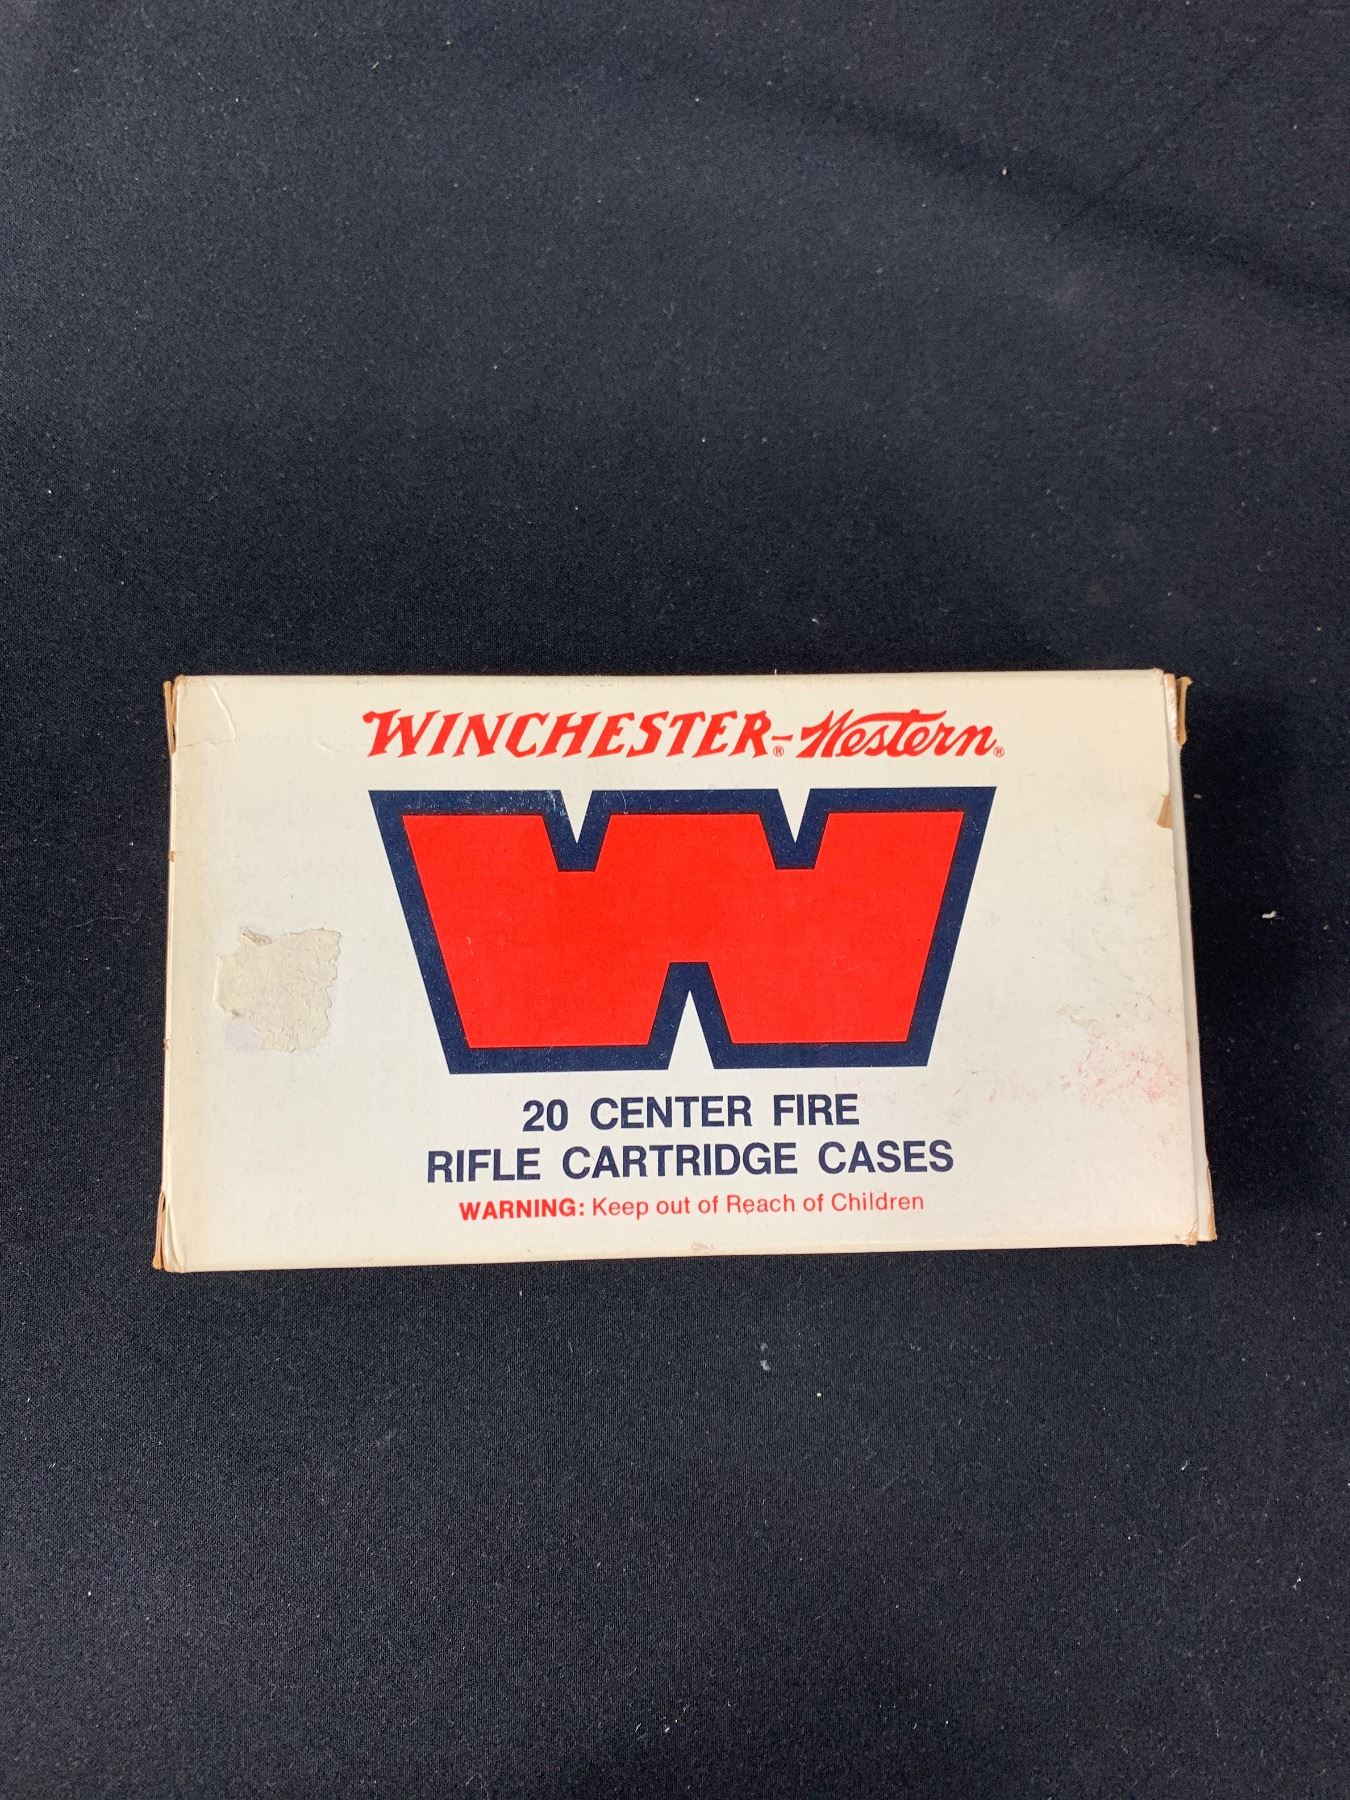 WINCHESTER®-Western®
W
20 CENTER FIRE
RIFLE CARTRIDGE CASES
WARNING: Keep out of Reach of Children